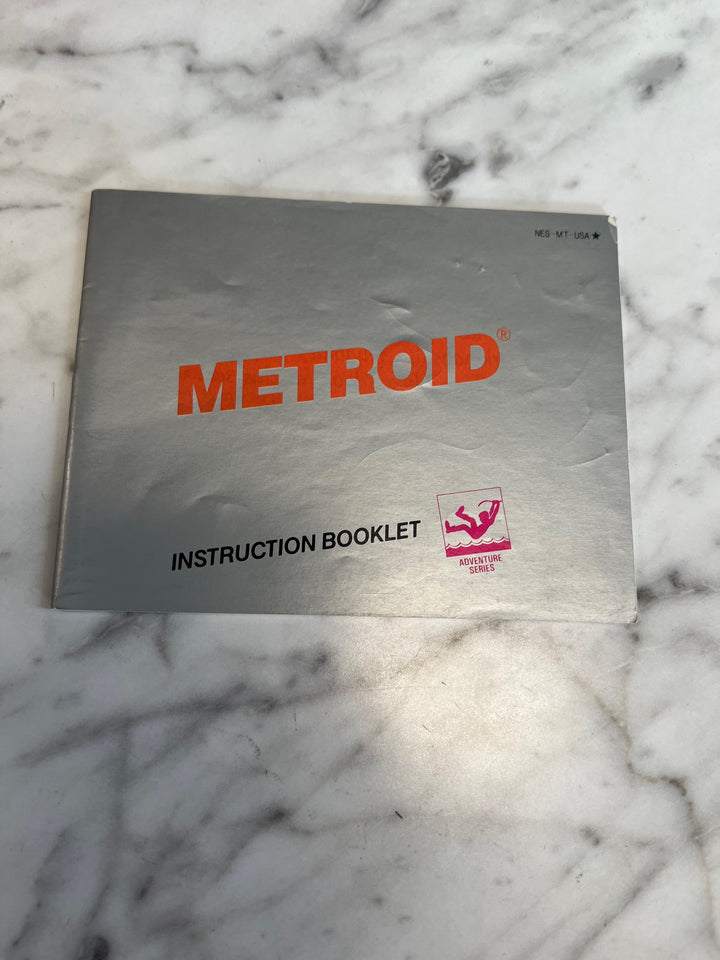 NES-MT-USA★
METROID®
INSTRUCTION BOOKLET
ADVENTURE
SERIES